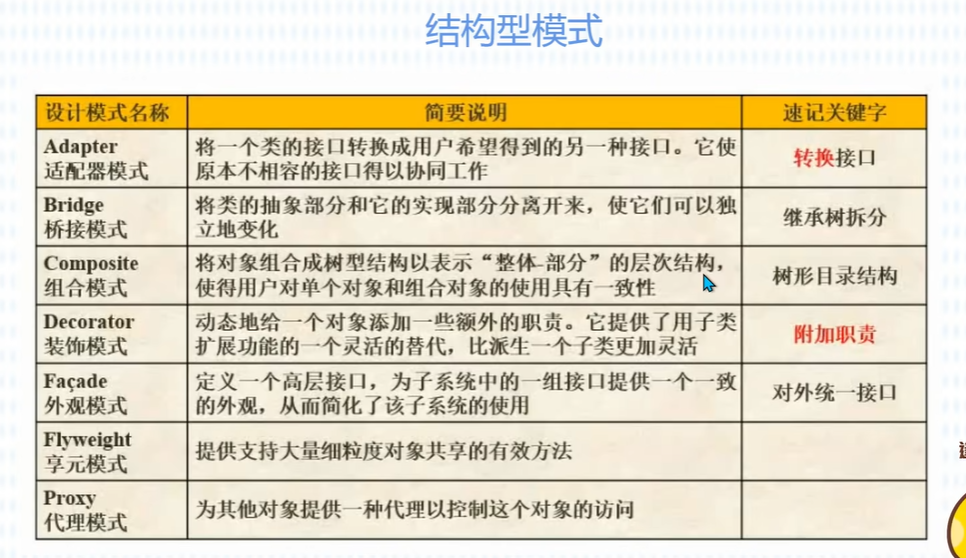 结构型模式
设计模式名称 简要说明 速记关键字
Adapter
适配器模式
将一个类的接口转换成用户希望得到的另一种接口。它使
原本不相容的接口得以协同工作
转换接口
Bridge
桥接模式
将类的抽象部分和它的实现部分分离开来，使它们可以独
立地变化
继承树拆分
Composite
组合模式
将对象组合成树型结构以表示“整体-部分”的层次结构，
使得用户对单个对象和组合对象的使用具有一致性
树形目录结构
Decorator
装饰模式
动态地给一个对象添加一些额外的职责。它提供了用子类
扩展功能的一个灵活的替代，比派生一个子类更加灵活
附加职责
Façade
外观模式
定义一个高层接口，为子系统中的一组接口提供一个一致
的外观，从而简化了该子系统的使用
对外统一接口
Flyweight
享元模式
提供支持大量细粒度对象共享的有效方法
Proxy
代理模式
为其他对象提供一种代理以控制这个对象的访问